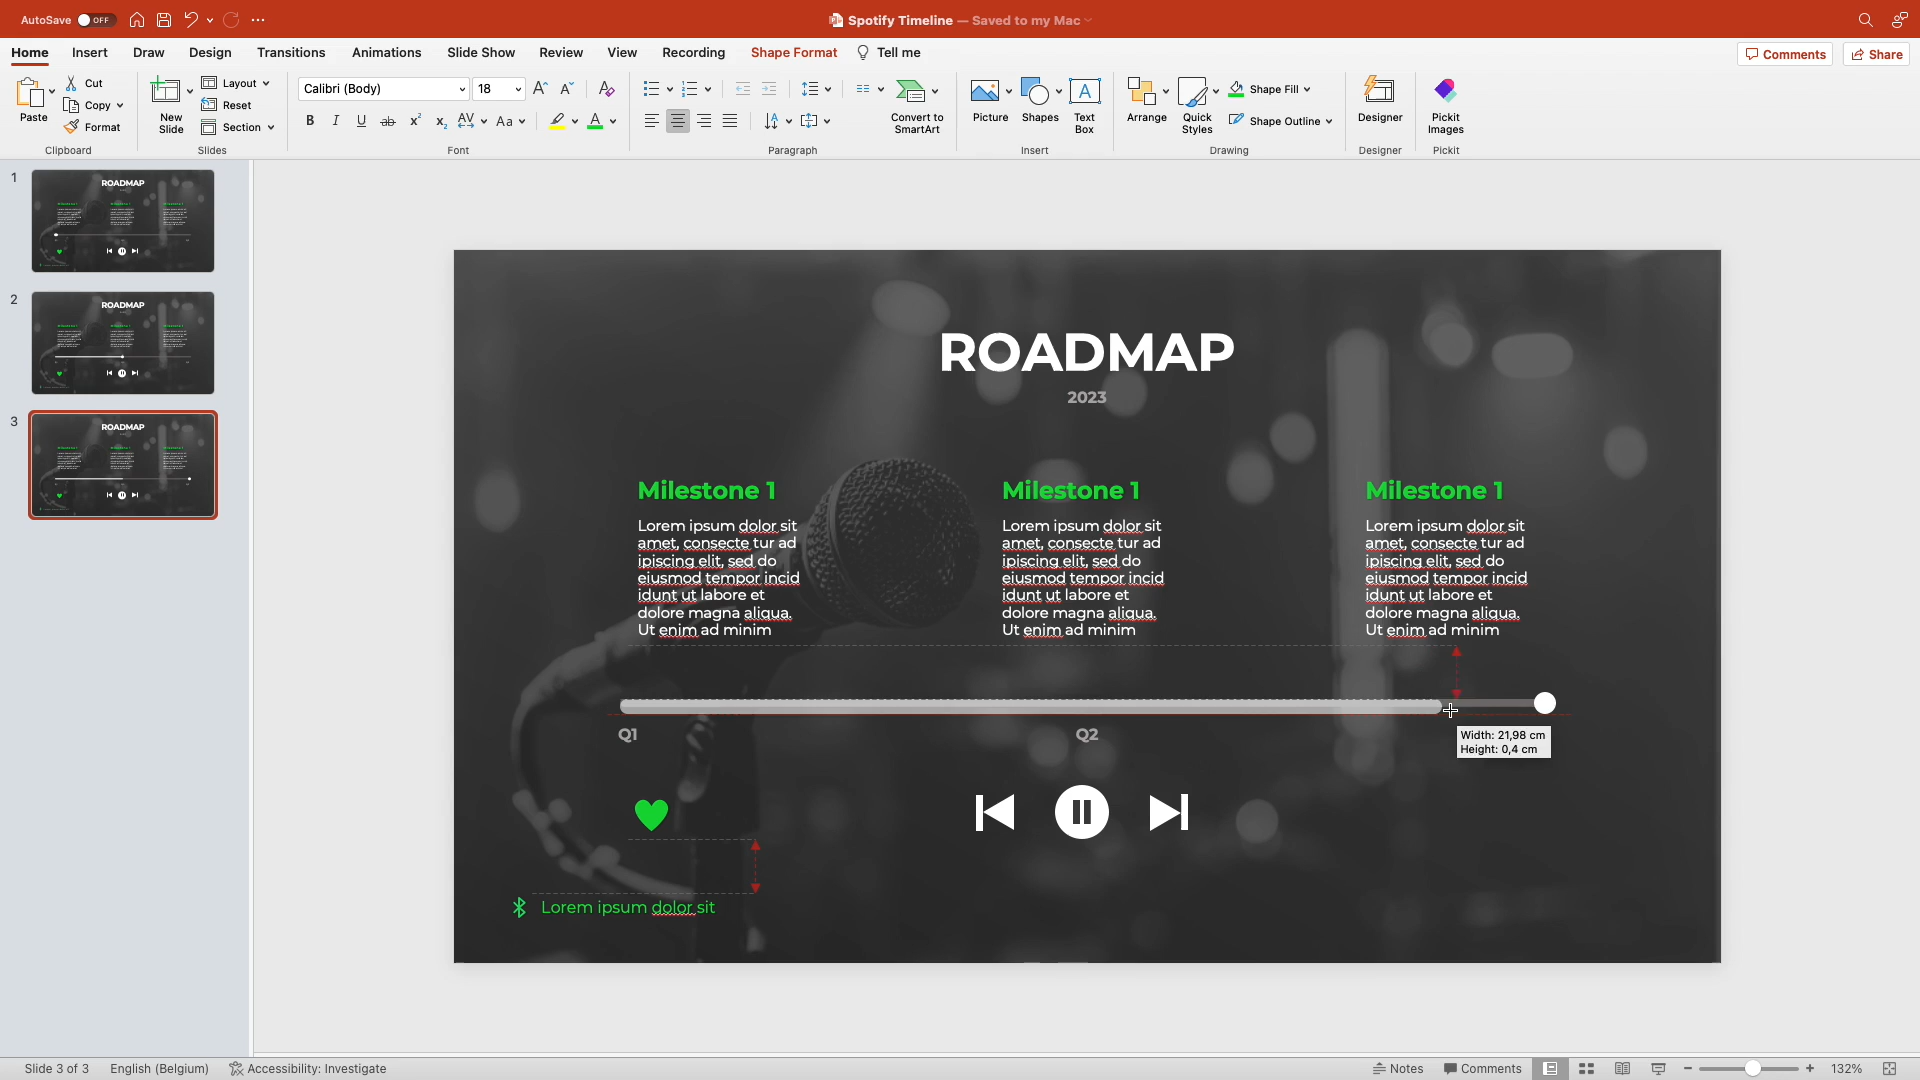 AutoSave OFF
Spotify Timeline — Saved to my Mac
Home Insert Draw Design Transitions Animations Slide Show Review View Recording Shape Format Tell me
Comments Share
Paste
Cut
Copy
Format
Clipboard
New Slide
Layout
Reset
Section
Slides
Calibri (Body) 18
Font
Paragraph
Convert to SmartArt
Picture
Shapes
Text Box
Insert
Arrange
Quick Styles
Shape Fill
Shape Outline
Drawing
Designer
Designer
Pickit Images
Pickit
1
ROADMAP
2
ROADMAP
3
ROADMAP
ROADMAP
2023
Milestone 1
Lorem ipsum dolor sit
amet, consecte tur ad
ipiscing elit, sed do
eiusmod tempor incid
idunt ut labore et
dolore magna aliqua.
Ut enim ad minim
Milestone 1
Lorem ipsum dolor sit
amet, consecte tur ad
ipiscing elit, sed do
eiusmod tempor incid
idunt ut labore et
dolore magna aliqua.
Ut enim ad minim
Milestone 1
Lorem ipsum dolor sit
amet, consecte tur ad
ipiscing elit, sed do
eiusmod tempor incid
idunt ut labore et
dolore magna aliqua.
Ut enim ad minim
Q1 Q2
Width: 21,98 cm
Height: 0,4 cm
Lorem ipsum dolor sit
Slide 3 of 3 English (Belgium) Accessibility: Investigate
Notes Comments 132%